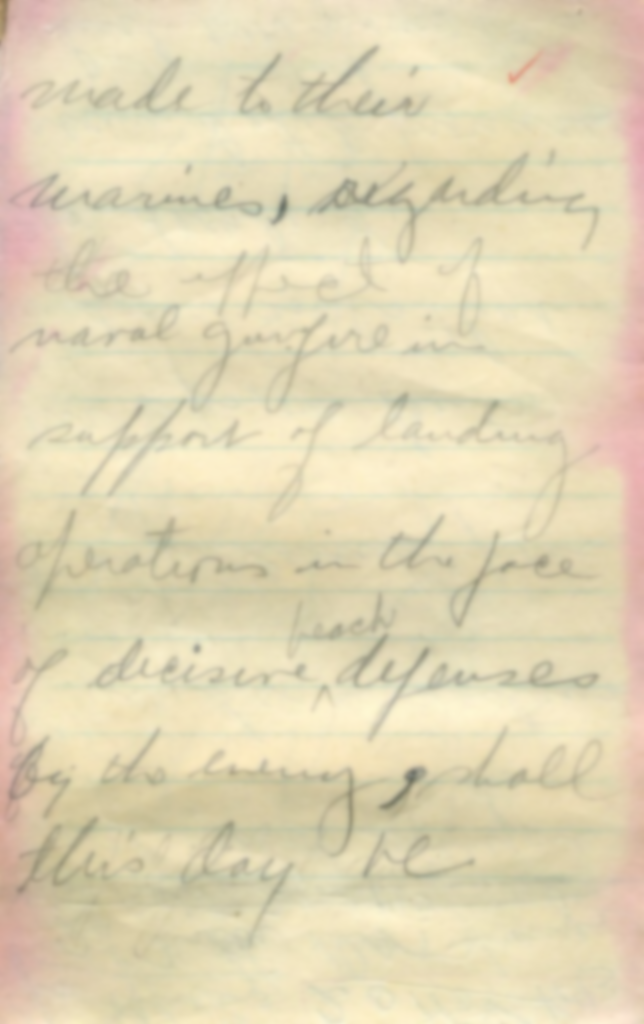 made to their
marines, regarding
the effect of
naval gunfire in
support of landing
operations in the face
beach
of decisive defenses
by the enemy, shall
this day be